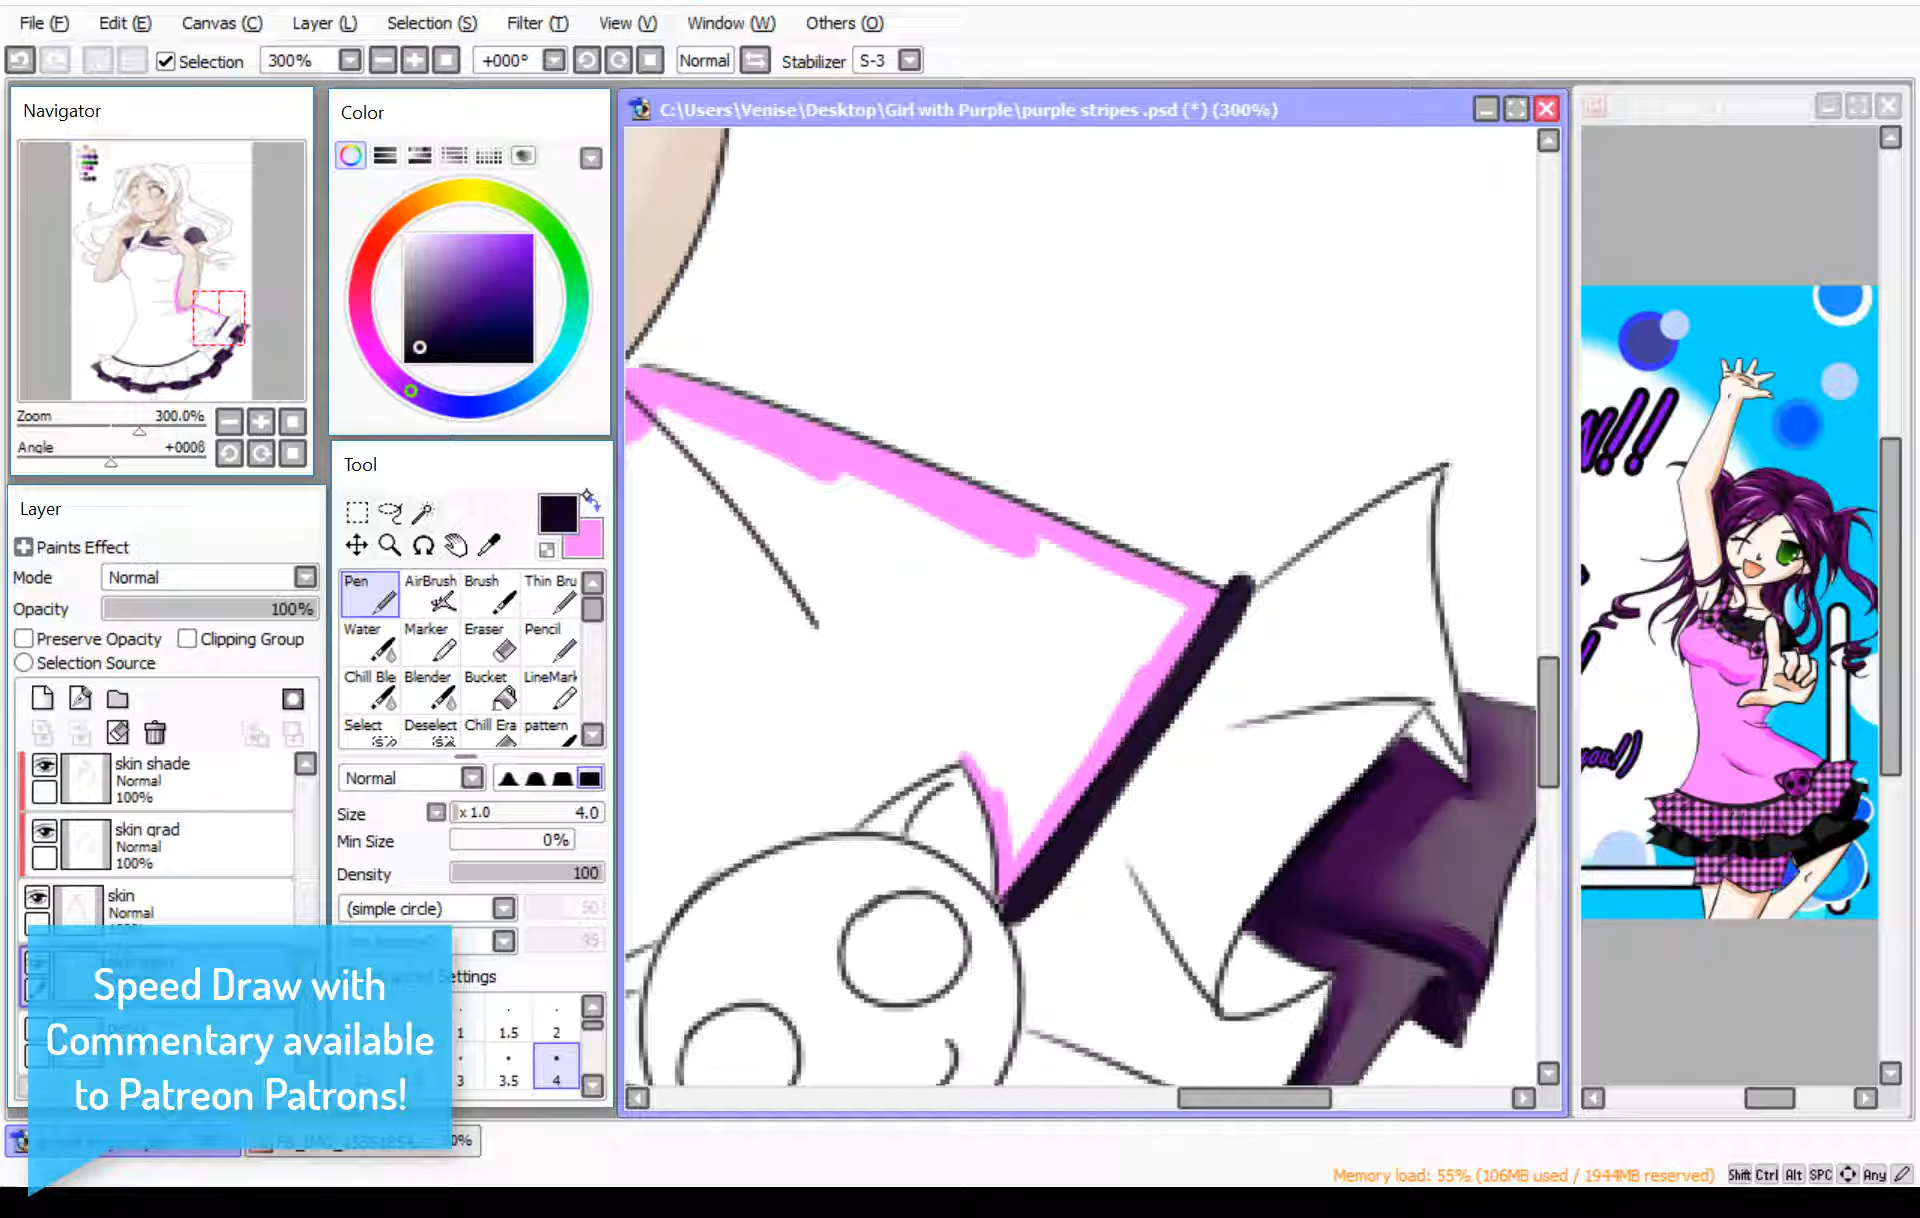 File (F) Edit (E) Canvas (C) Layer (L) Selection (S) Filter (T) View (V) Window (W) Others (O)
Selection 300% +000° Normal Stabilizer S-3
Navigator
Zoom 300.0%
Angle +0008
Color
C:\Users\Venise\Desktop\Girl with Purple\purple stripes .psd (*) (300%)
Layer
Paints Effect
Mode Normal
Opacity 100%
Preserve Opacity Clipping Group
Selection Source
skin shade
Normal
100%
skin grad
Normal
100%
skin
Normal
Tool
Pen AirBrush Brush Thin Bru
Water Marker Eraser Pencil
Chill Ble Blender Bucket LineMark
Select Deselect Chill Era pattern
Normal
Size x 1.0 4.0
Min Size 0%
Density 100
(simple circle) 50
95
Settings
1 1.5 2
3 3.5 4
Speed Draw with
Commentary available
to Patreon Patrons!
!!
you!)
Memory load: 55% (106MB used / 1944MB reserved) Shift Ctrl Alt SPC Any